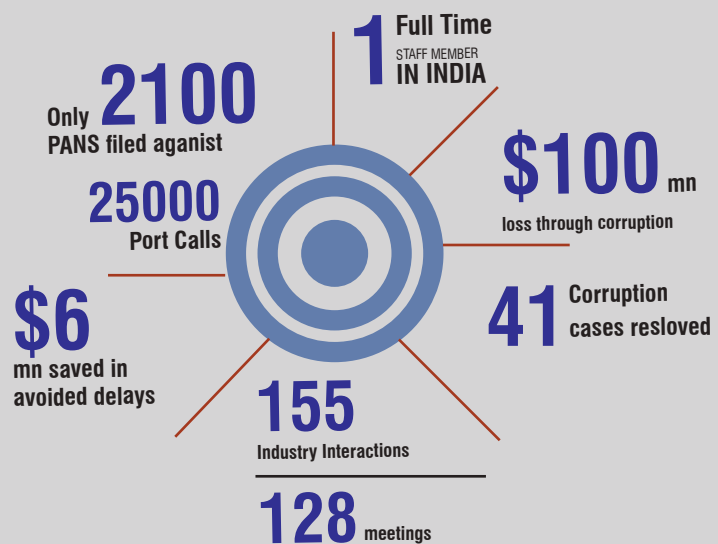 1 Full Time
STAFF MEMBER
IN INDIA
Only 2100
PANS filed aganist
25000
Port Calls
$100 mn
loss through corruption
$6
mn saved in
avoided delays
41 Corruption
cases resloved
155
Industry Interactions
128 meetings